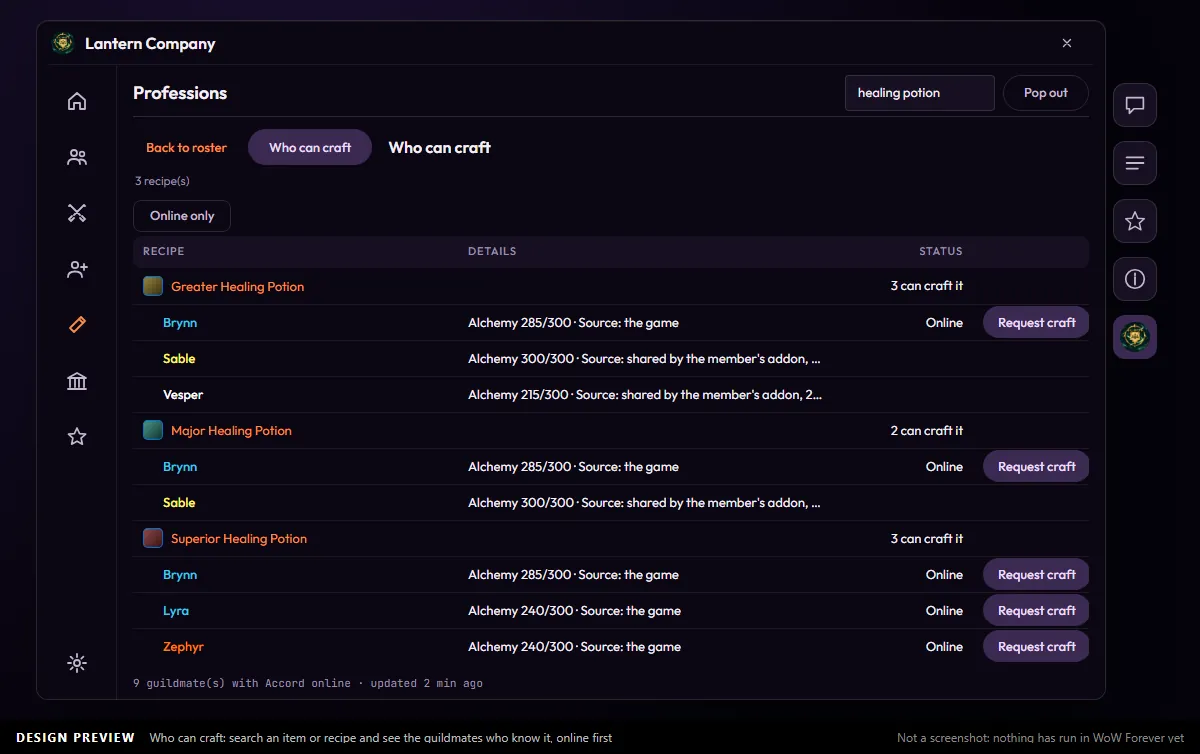 Lantern Company
Professions
healing potion
Pop out
Back to roster
Who can craft
Who can craft
3 recipe(s)
Online only
RECIPE DETAILS STATUS
Greater Healing Potion 3 can craft it
Brynn Alchemy 285/300 · Source: the game Online Request craft
Sable Alchemy 300/300 · Source: shared by the member's addon, ...
Vesper Alchemy 215/300 · Source: shared by the member's addon, 2...
Major Healing Potion 2 can craft it
Brynn Alchemy 285/300 · Source: the game Online Request craft
Sable Alchemy 300/300 · Source: shared by the member's addon, ...
Superior Healing Potion 3 can craft it
Brynn Alchemy 285/300 · Source: the game Online Request craft
Lyra Alchemy 240/300 · Source: the game Online Request craft
Zephyr Alchemy 240/300 · Source: the game Online Request craft
9 guildmate(s) with Accord online · updated 2 min ago
DESIGN PREVIEW Who can craft: search an item or recipe and see the guildmates who know it, online first Not a screenshot: nothing has run in WoW Forever yet